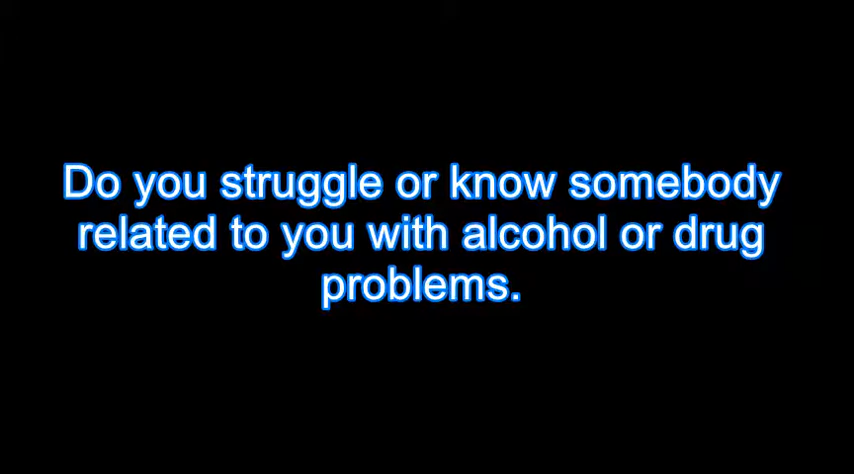 Do you struggle or know somebody
related to you with alcohol or drug
problems.